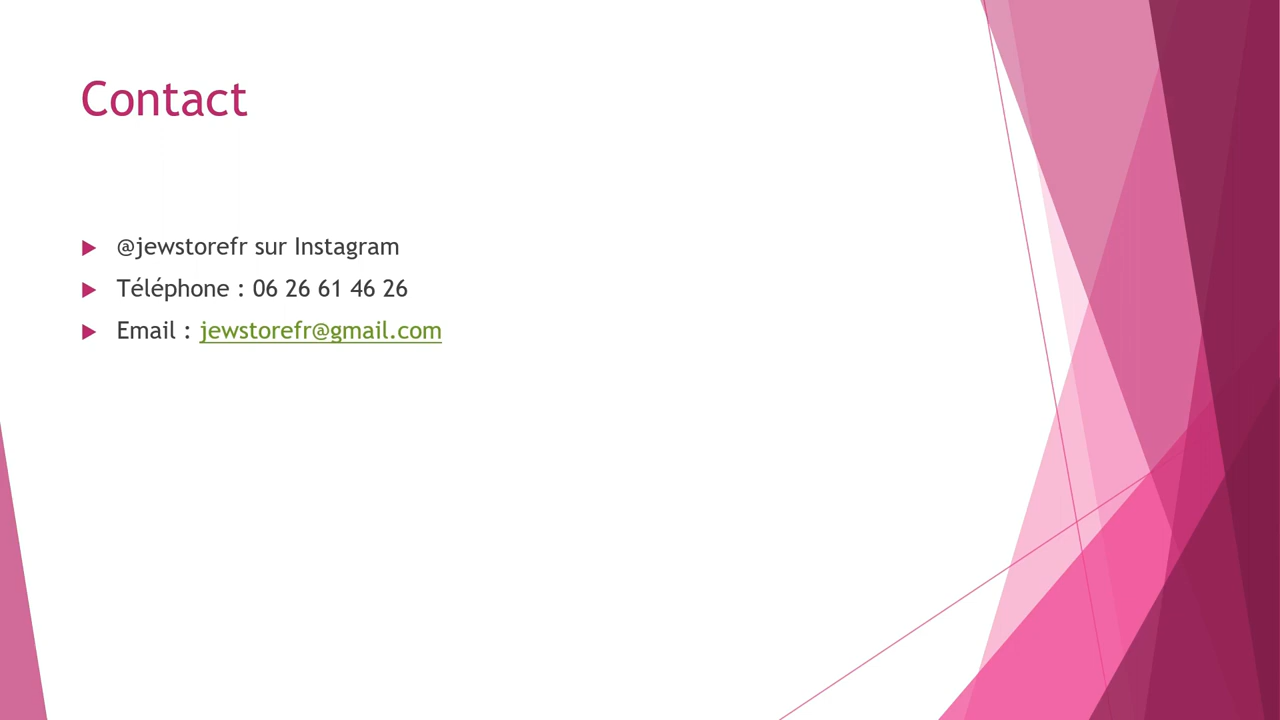 Contact
@jewstorefr sur Instagram
Téléphone : 06 26 61 46 26
Email : jewstorefr@gmail.com